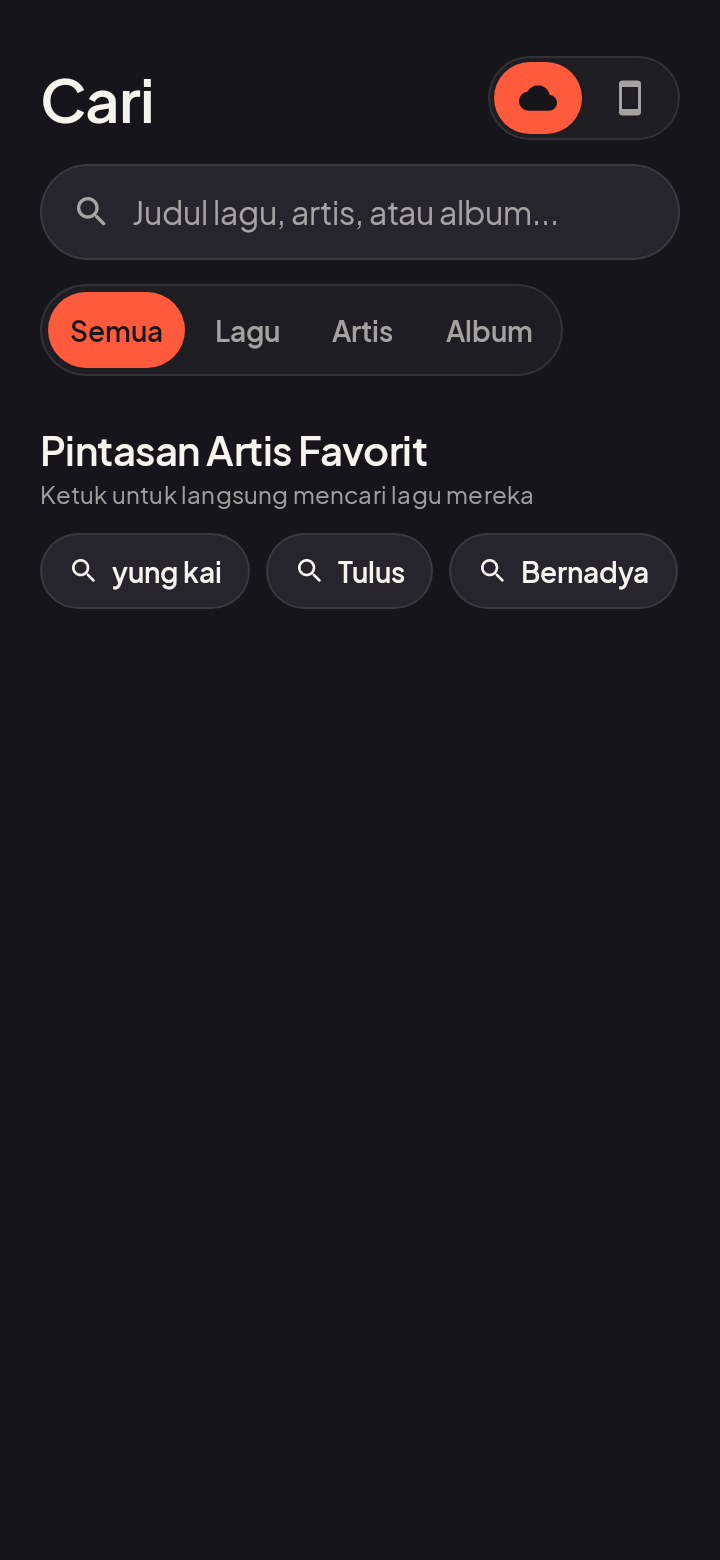 Cari
Judul lagu, artis, atau album...
Semua Lagu Artis Album
Pintasan Artis Favorit
Ketuk untuk langsung mencari lagu mereka
yung kai Tulus Bernadya